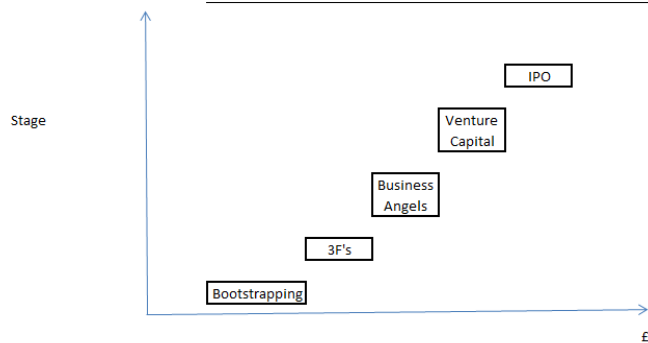 IPO
Stage
Venture
Capital
Business
Angels
3F's
Bootstrapping
£